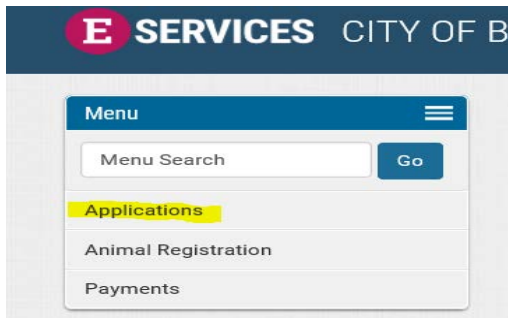 E SERVICES CITY OF B
Menu
Menu Search Go
Applications
Animal Registration
Payments